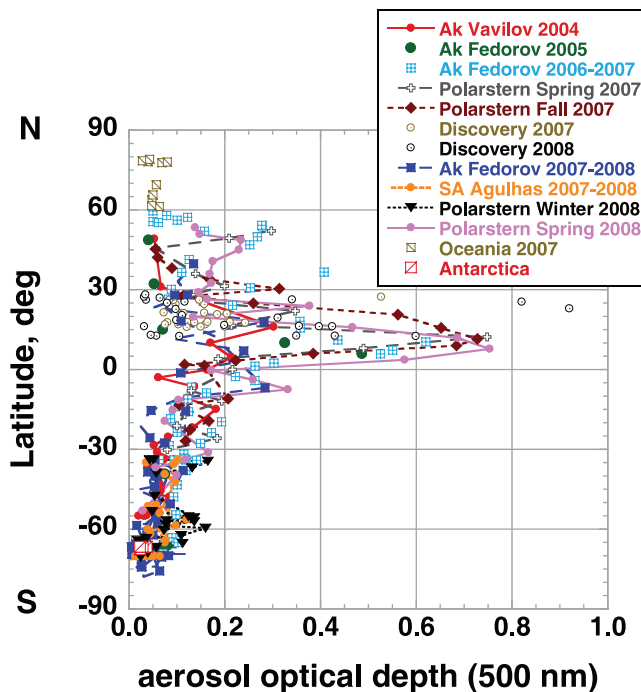 Ak Vavilov 2004
Ak Fedorov 2005
Ak Fedorov 2006-2007
Polarstern Spring 2007
Polarstern Fall 2007
Discovery 2007
Discovery 2008
Ak Fedorov 2007-2008
SA Agulhas 2007-2008
Polarstern Winter 2008
Polarstern Spring 2008
Oceania 2007
Antarctica
N
90
60
30
0
-30
-60
-90
S
Latitude, deg
0.0 0.2 0.4 0.6 0.8 1.0
aerosol optical depth (500 nm)